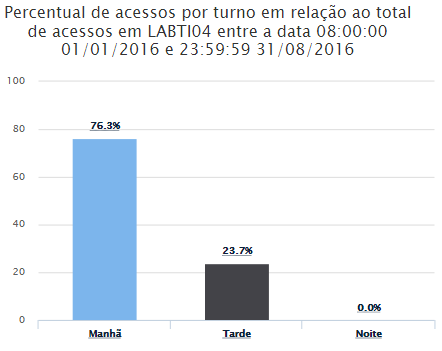 Percentual de acessos por turno em relação ao total
de acessos em LABTI04 entre a data 08:00:00
01/01/2016 e 23:59:59 31/08/2016
100
80
60
40
20
0
76.3%
23.7%
0.0%
Manhã
Tarde
Noite